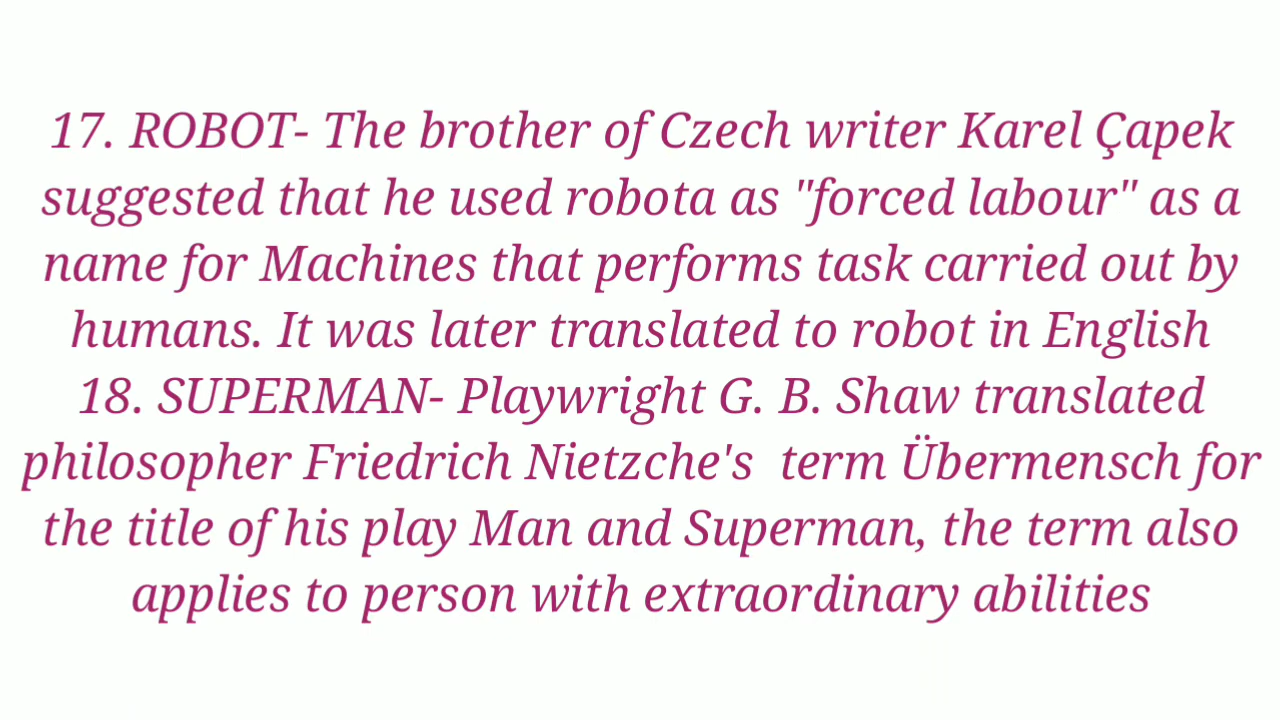 17. ROBOT- The brother of Czech writer Karel Çapek
suggested that he used robota as "forced labour" as a
name for Machines that performs task carried out by
humans. It was later translated to robot in English
18. SUPERMAN- Playwright G. B. Shaw translated
philosopher Friedrich Nietzche's  term Übermensch for
the title of his play Man and Superman, the term also
applies to person with extraordinary abilities